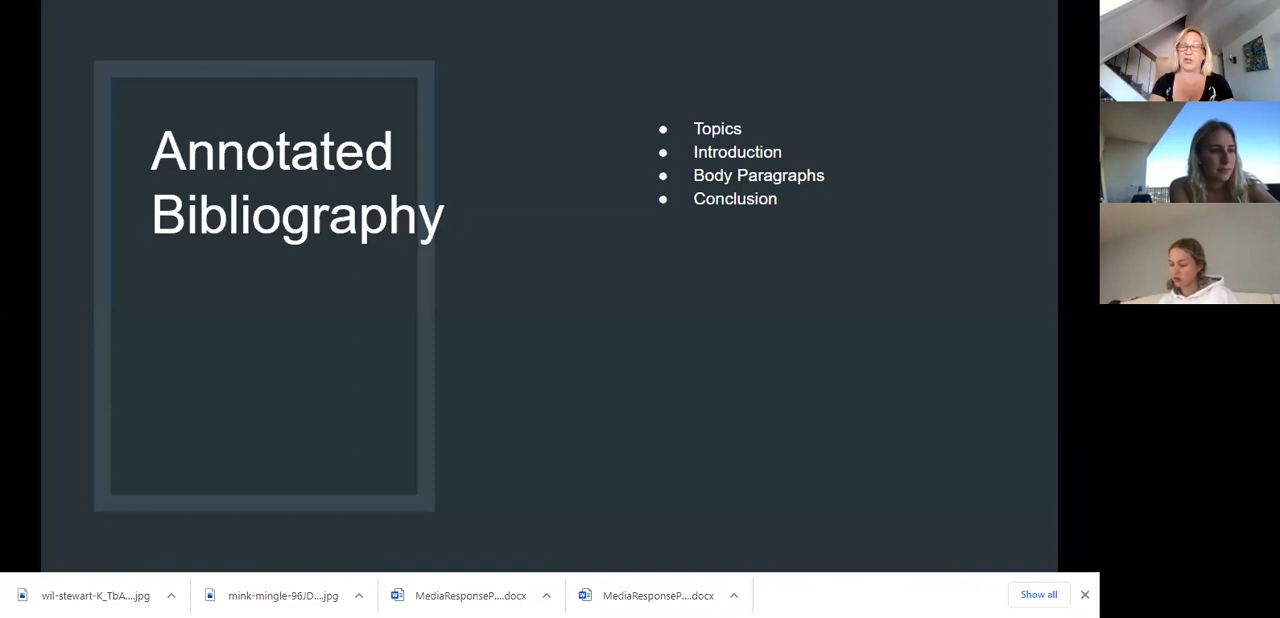 Annotated
Bibliography
● Topics
● Introduction
● Body Paragraphs
● Conclusion
wil-stewart-K_TbA....jpg
mink-mingle-96JD....jpg
MediaResponseP....docx
MediaResponseP....docx
Show all